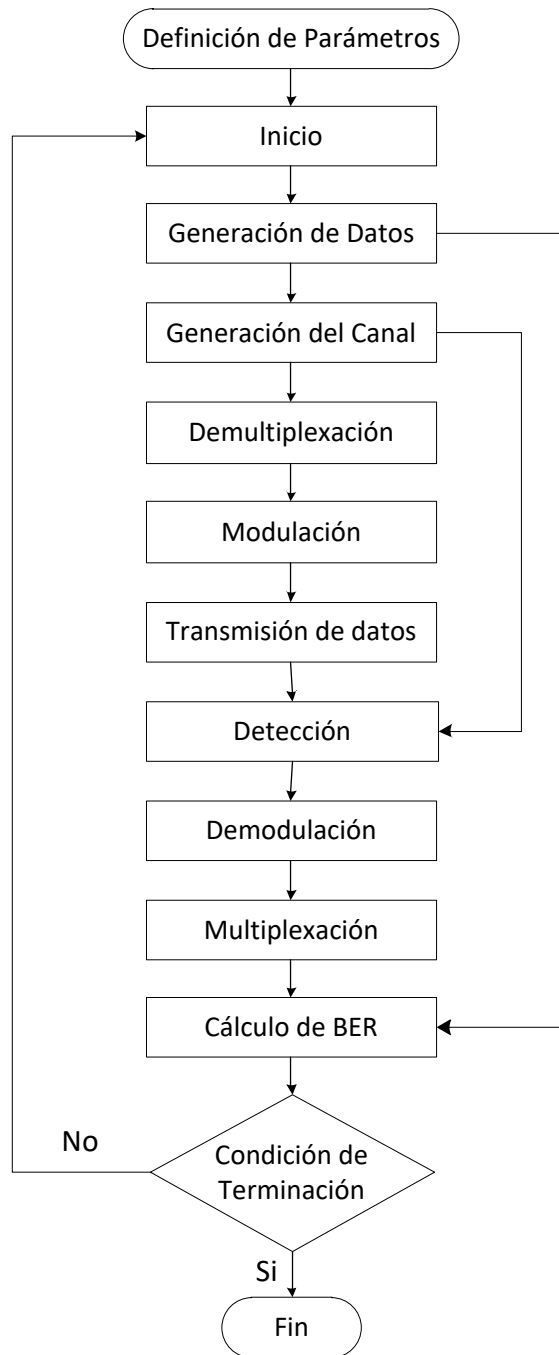 Definición de Parámetros
Inicio
Generación de Datos
Generación del Canal
Demultiplexación
Modulación
Transmisión de datos
Detección
Demodulación
Multiplexación
Cálculo de BER
No
Condición de
Terminación
Si
Fin